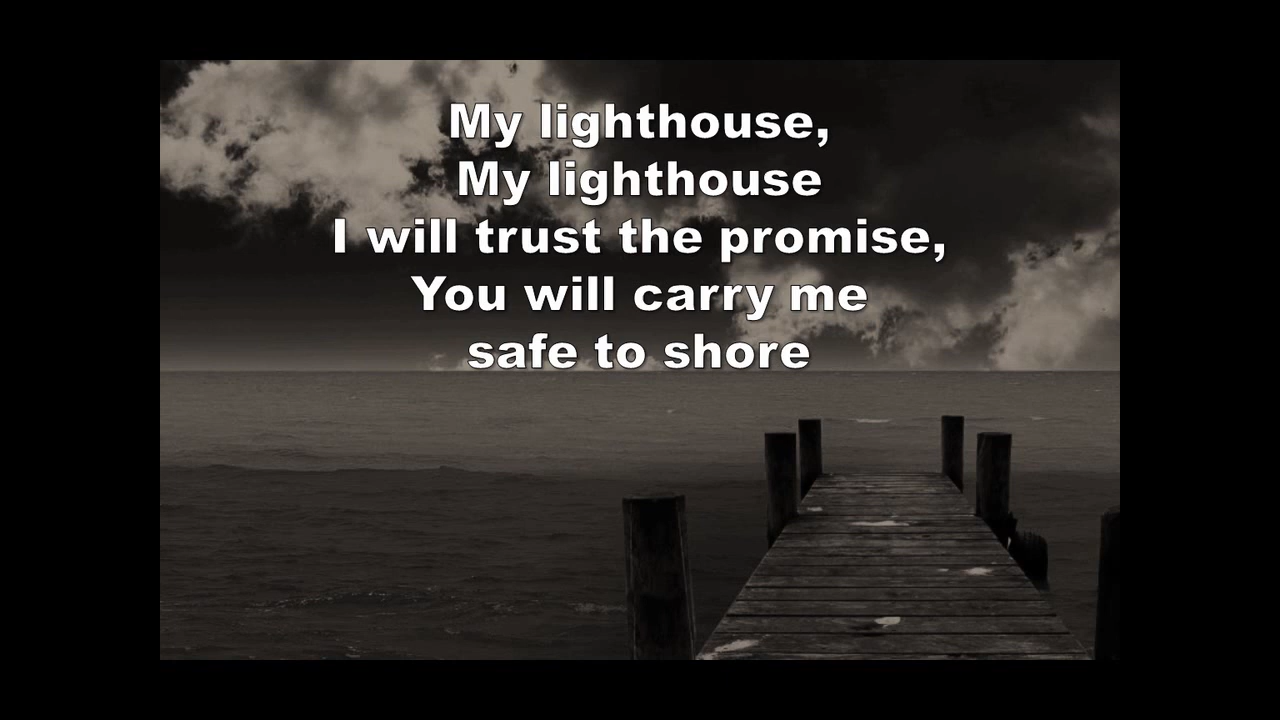 My lighthouse,
My lighthouse
I will trust the promise,
You will carry me
safe to shore